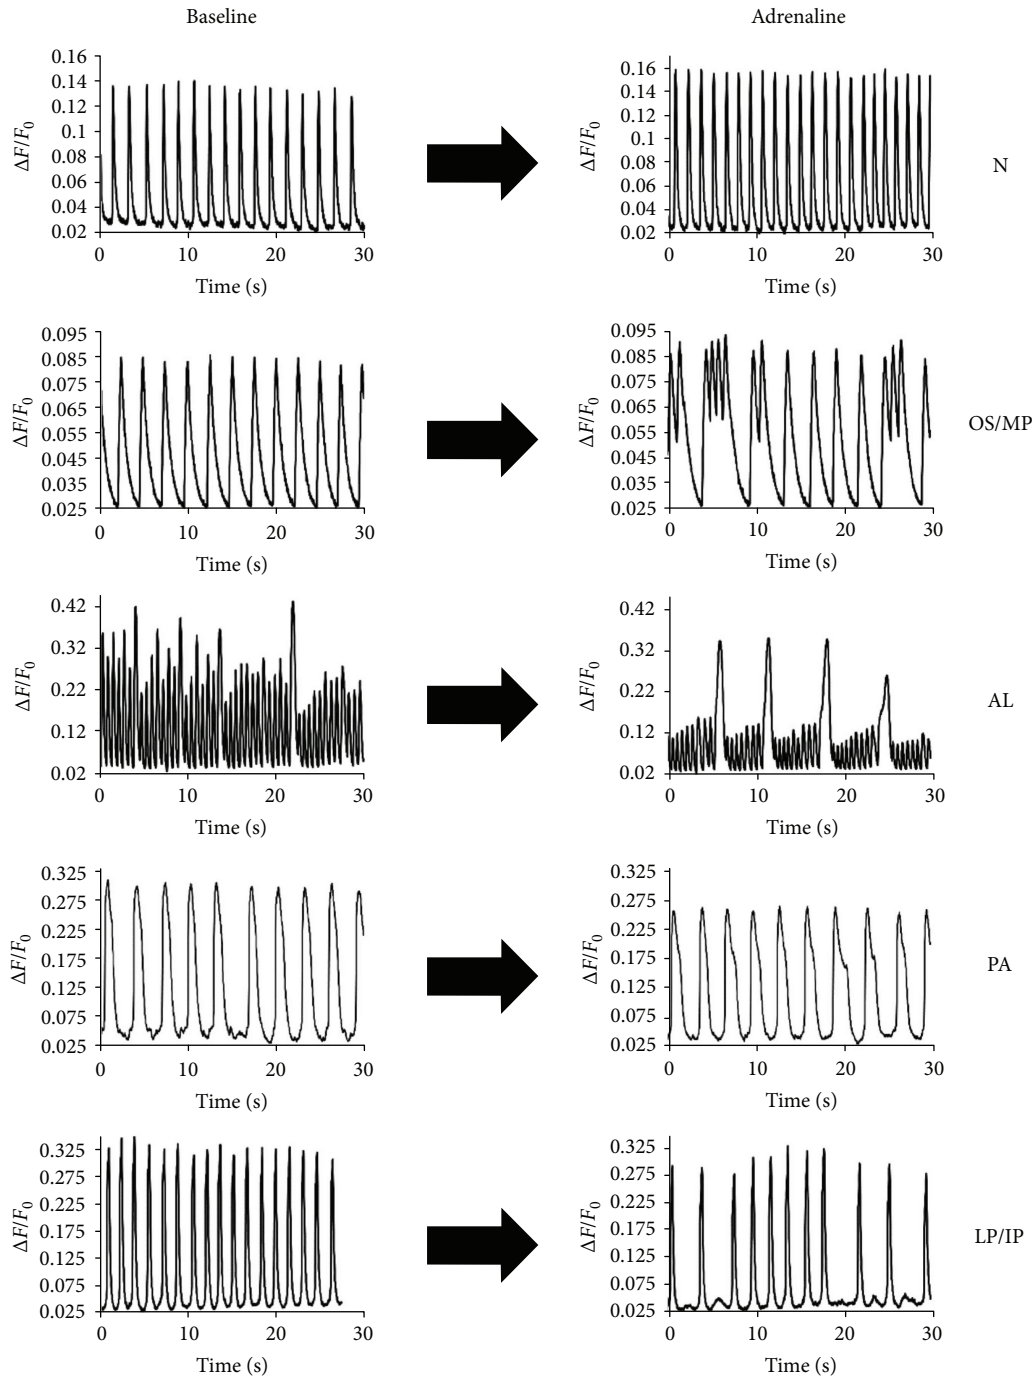 Baseline Adrenaline
0.16 0.14 0.12 0.1 0.08 0.06 0.04 0.02
ΔF/F0
0 10 20 30
Time (s)
0.16 0.14 0.12 0.1 0.08 0.06 0.04 0.02
ΔF/F0
0 10 20 30
Time (s)
N
0.095 0.085 0.075 0.065 0.055 0.045 0.035 0.025
ΔF/F0
0 10 20 30
Time (s)
0.095 0.085 0.075 0.065 0.055 0.045 0.035 0.025
ΔF/F0
0 10 20 30
Time (s)
OS/MP
0.42 0.32 0.22 0.12 0.02
ΔF/F0
0 10 20 30
Time (s)
0.42 0.32 0.22 0.12 0.02
ΔF/F0
0 10 20 30
Time (s)
AL
0.325 0.275 0.225 0.175 0.125 0.075 0.025
ΔF/F0
0 10 20 30
Time (s)
0.325 0.275 0.225 0.175 0.125 0.075 0.025
ΔF/F0
0 10 20 30
Time (s)
PA
0.325 0.275 0.225 0.175 0.125 0.075 0.025
ΔF/F0
0 10 20 30
Time (s)
0.325 0.275 0.225 0.175 0.125 0.075 0.025
ΔF/F0
0 10 20 30
Time (s)
LP/IP